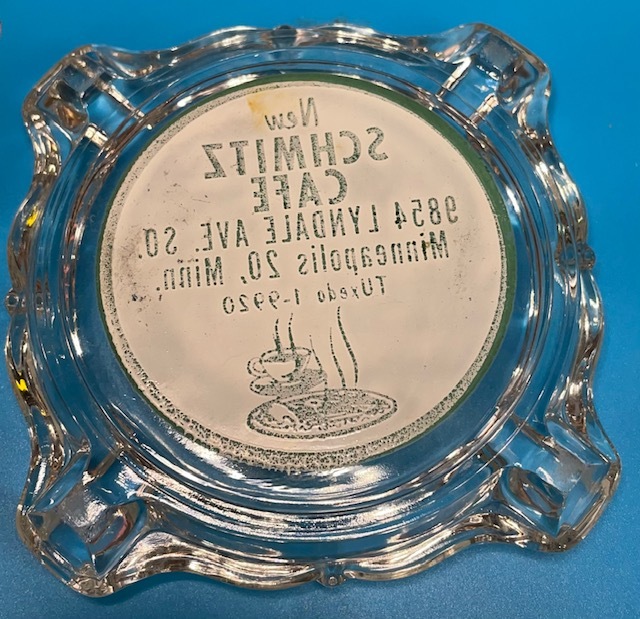 New
SCHMITZ
CAFE
9854 LYNDALE AVE. SO.
Minneapolis 20, Minn.
TUxedo 1-9920